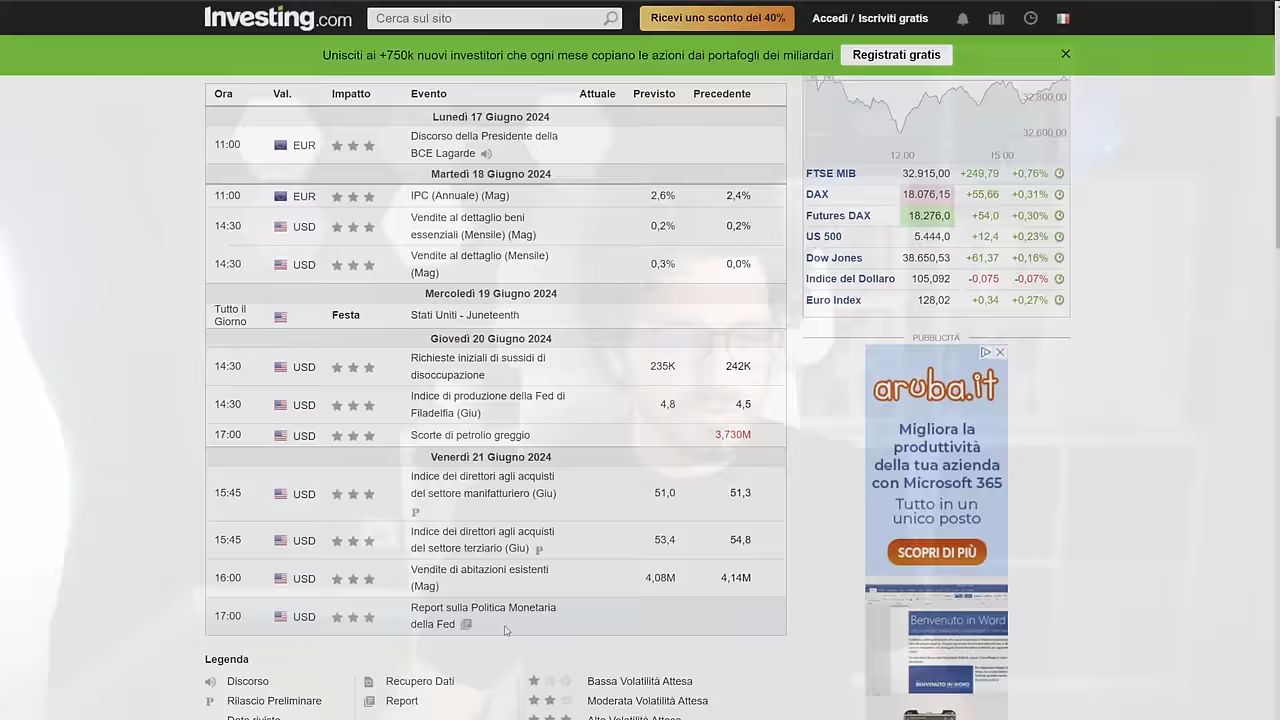 Investing.com
Cerca sul sito
Ricevi uno sconto del 40%
Accedi / Iscriviti gratis
Unisciti ai +750k nuovi investitori che ogni mese copiano le azioni dai portafogli dei miliardari
Registrati gratis
Ora Val. Impatto Evento Attuale Previsto Precedente
Lunedì 17 Giugno 2024
11:00 EUR Discorso della Presidente della
BCE Lagarde
Martedì 18 Giugno 2024
11:00 EUR IPC (Annuale) (Mag) 2,6% 2,4%
14:30 USD Vendite al dettaglio beni
essenziali (Mensile) (Mag) 0,2% 0,2%
14:30 USD Vendite al dettaglio (Mensile)
(Mag) 0,3% 0,0%
Mercoledì 19 Giugno 2024
Tutto il
Giorno Festa Stati Uniti - Juneteenth
Giovedì 20 Giugno 2024
14:30 USD Richieste iniziali di sussidi di
disoccupazione 235K 242K
14:30 USD Indice di produzione della Fed di
Filadelfia (Giu) 4,8 4,5
17:00 USD Scorte di petrolio greggio 3,730M
Venerdì 21 Giugno 2024
15:45 USD Indice dei direttori agli acquisti
del settore manifatturiero (Giu) 51,0 51,3
P
15:45 USD Indice dei direttori agli acquisti
del settore terziario (Giu) P 53,4 54,8
16:00 USD Vendite di abitazioni esistenti
(Mag) 4,08M 4,14M
17:00 USD Report sulla Politica Monetaria
della Fed
Discorso Recupero Dati Bassa Volatilità Attesa
P Rilascio Preliminare Report Moderata Volatilità Attesa
Alta Volatilità Attesa
32.800,00
32.600,00
12:00 15:00
FTSE MIB 32.915,00 +249,79 +0,76%
DAX 18.076,15 +55,66 +0,31%
Futures DAX 18.276,0 +54,0 +0,30%
US 500 5.444,0 +12,4 +0,23%
Dow Jones 38.650,53 +61,37 +0,16%
Indice del Dollaro 105,092 -0,075 -0,07%
Euro Index 128,02 +0,34 +0,27%
PUBBLICITÀ
aruba.it
Migliora la
produttività
della tua azienda
con Microsoft 365
Tutto in un
unico posto
SCOPRI DI PIÙ
Benvenuto in Word
BENVENUTO IN WORD